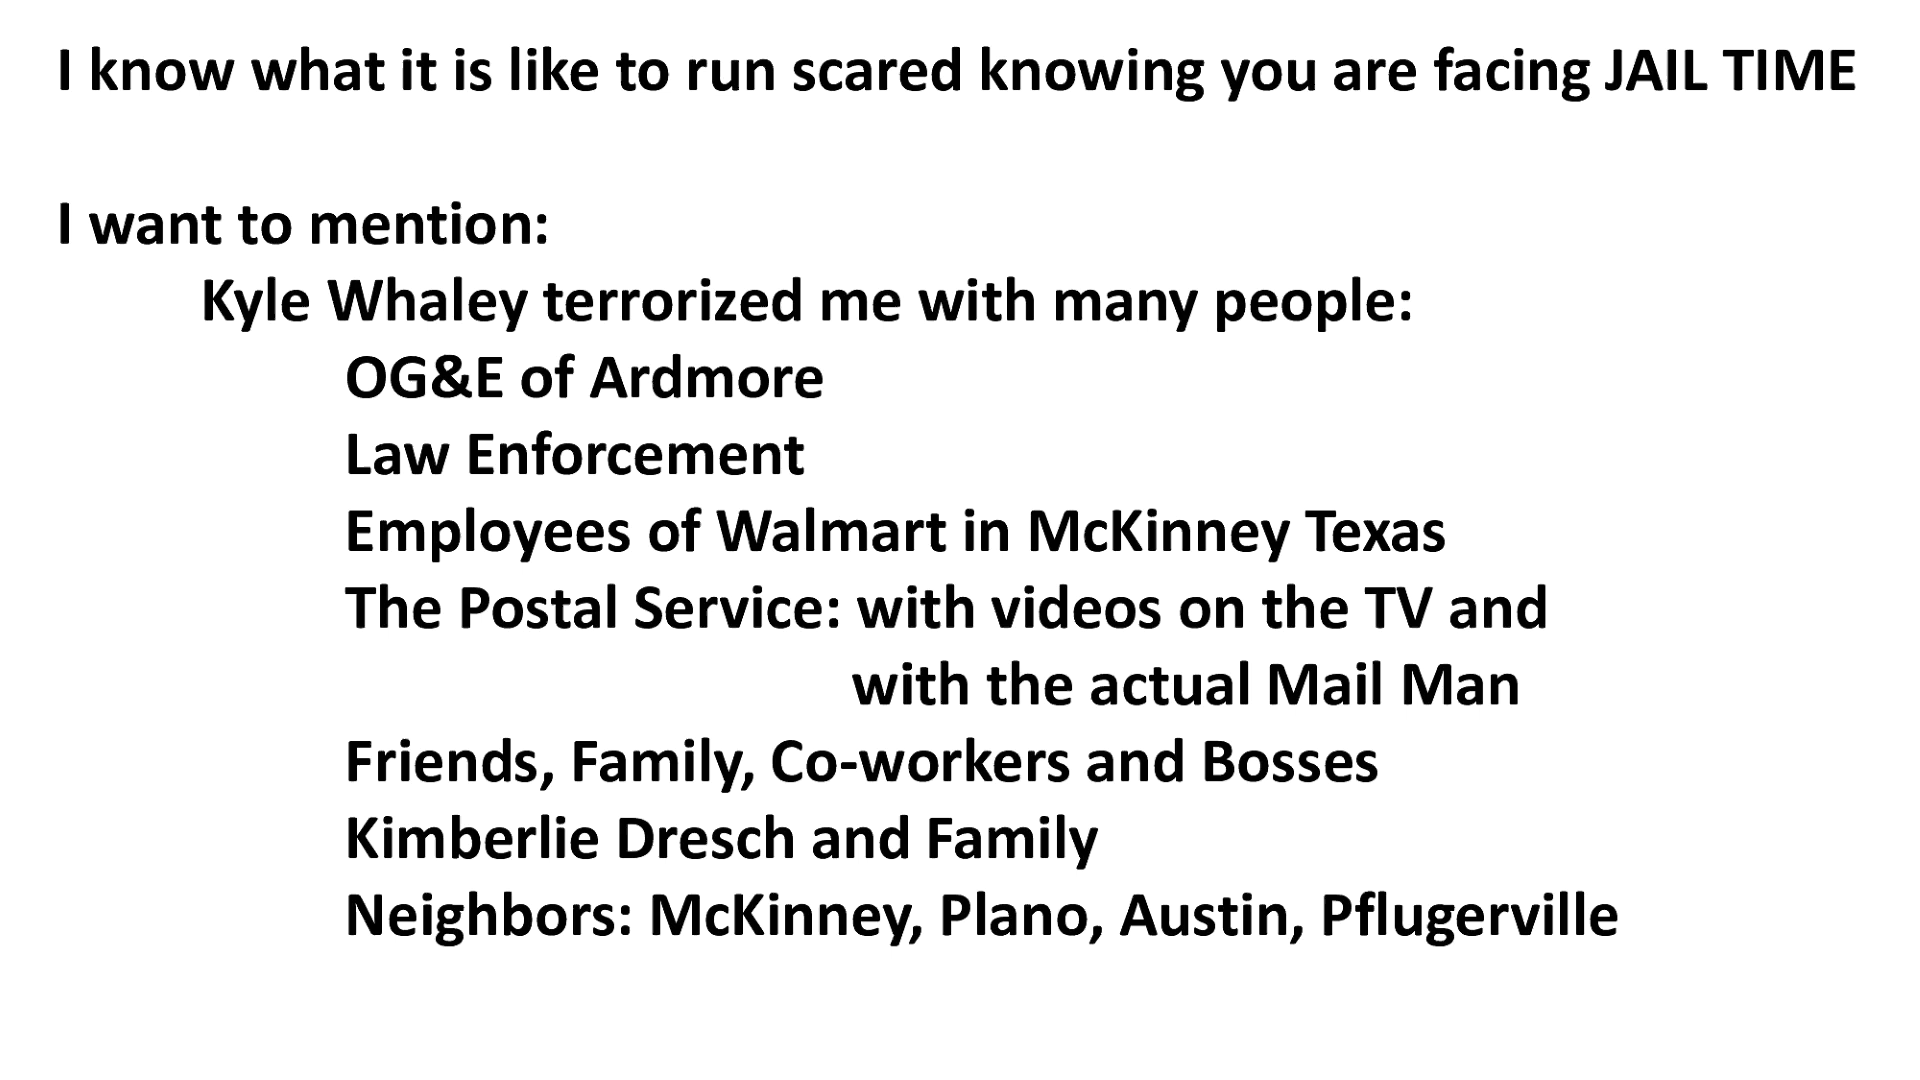 I know what it is like to run scared knowing you are facing JAIL TIME
I want to mention:
Kyle Whaley terrorized me with many people:
OG&E of Ardmore
Law Enforcement
Employees of Walmart in McKinney Texas
The Postal Service: with videos on the TV and
with the actual Mail Man
Friends, Family, Co-workers and Bosses
Kimberlie Dresch and Family
Neighbors: McKinney, Plano, Austin, Pflugerville